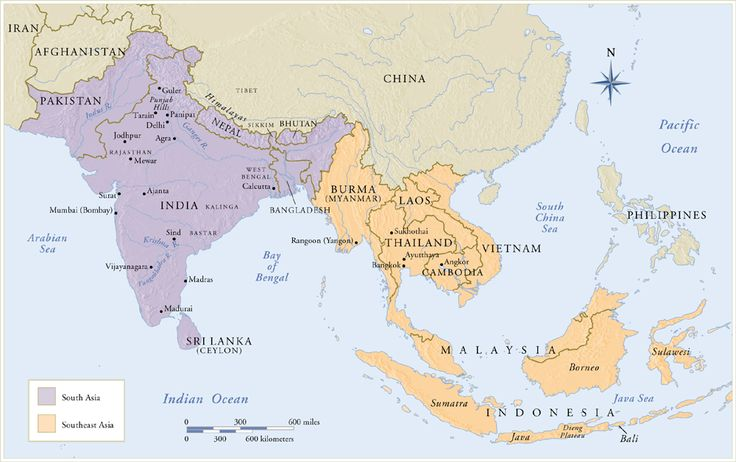 IRAN
AFGHANISTAN
PAKISTAN
Indus R.
Guler
Punjab
Hills
Tarain
Panipat
Delhi
Jodhpur
Agra
RAJASTHAN
Mewar
Himalayas
TIBET
NEPAL
SIKKIM
BHUTAN
Ganges R.
CHINA
N
Pacific
Ocean
WEST
BENGAL
Calcutta
BANGLADESH
Surat
Ajanta
Mumbai (Bombay)
INDIA
KALINGA
BASTAR
Sind
Krishna R.
Tungabhadra R.
Vijayanagara
Madras
Madurai
SRI LANKA
(CEYLON)
Arabian
Sea
Bay
of
Bengal
BURMA
(MYANMAR)
Rangoon (Yangon)
LAOS
Sukhothai
THAILAND
Ayutthaya
Bangkok
Angkor
CAMBODIA
VIETNAM
South
China
Sea
PHILIPPINES
MALAYSIA
Borneo
Sulawesi
Sumatra
INDONESIA
Java Sea
Java
Dieng
Plateau
Bali
Indian Ocean
South Asia
Southeast Asia
0 300 600 miles
0 300 600 kilometers